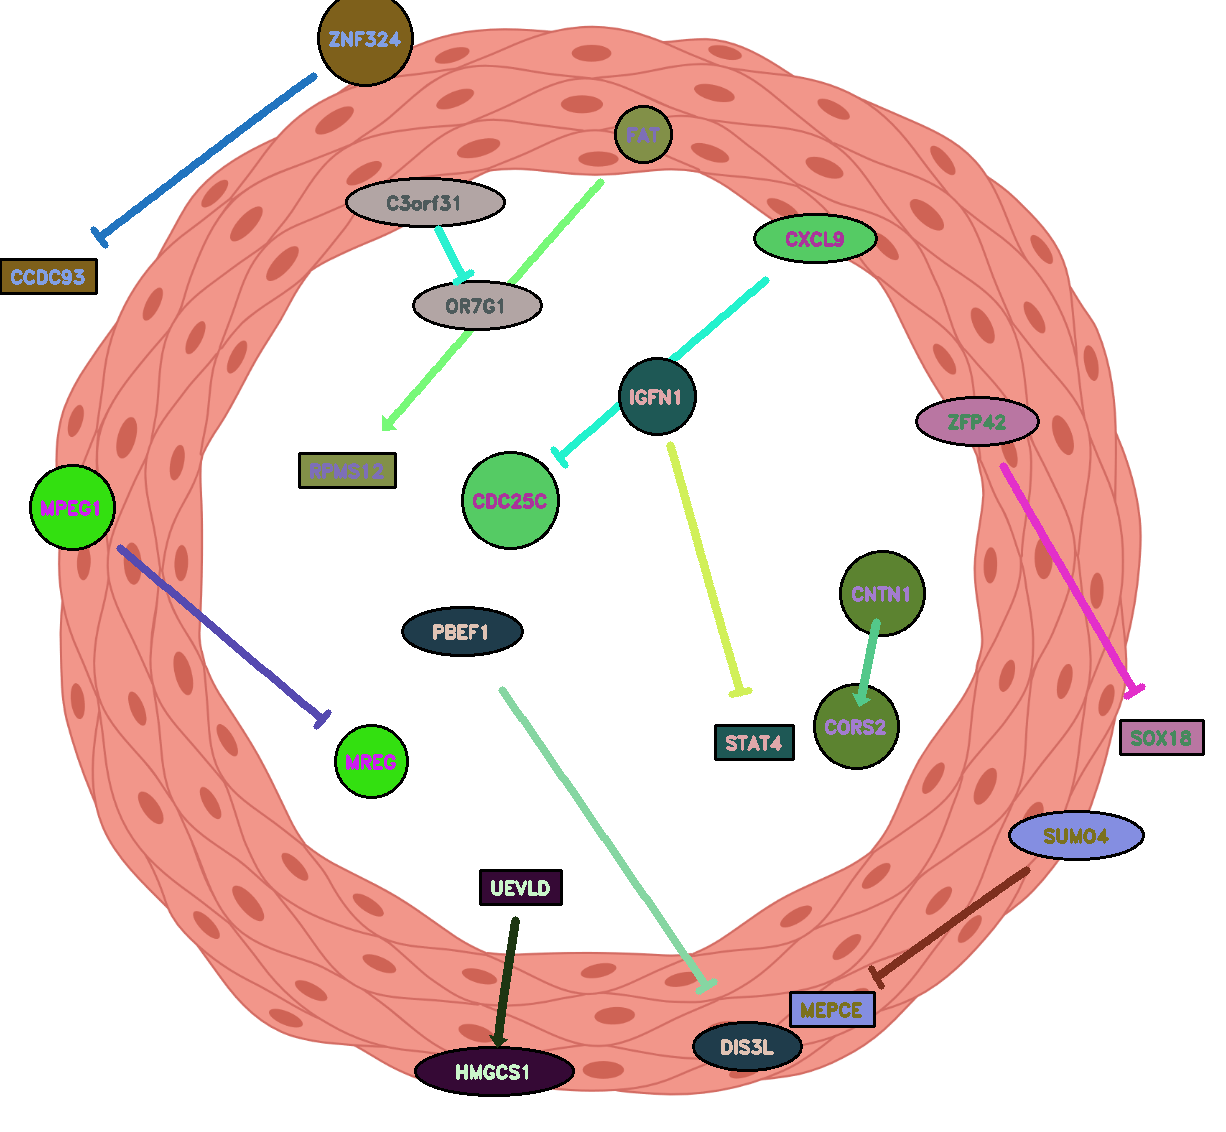 ZNF324
FAT
C3orf31
CXCL9
CCDC93
OR7G1
IGFN1
ZFP42
RPMS12
CDC25C
MPEG1
CNTN1
PBEF1
CORS2
STAT4
SOX18
MREG
SUMO4
UEVLD
MEPCE
DIS3L
HMGCS1